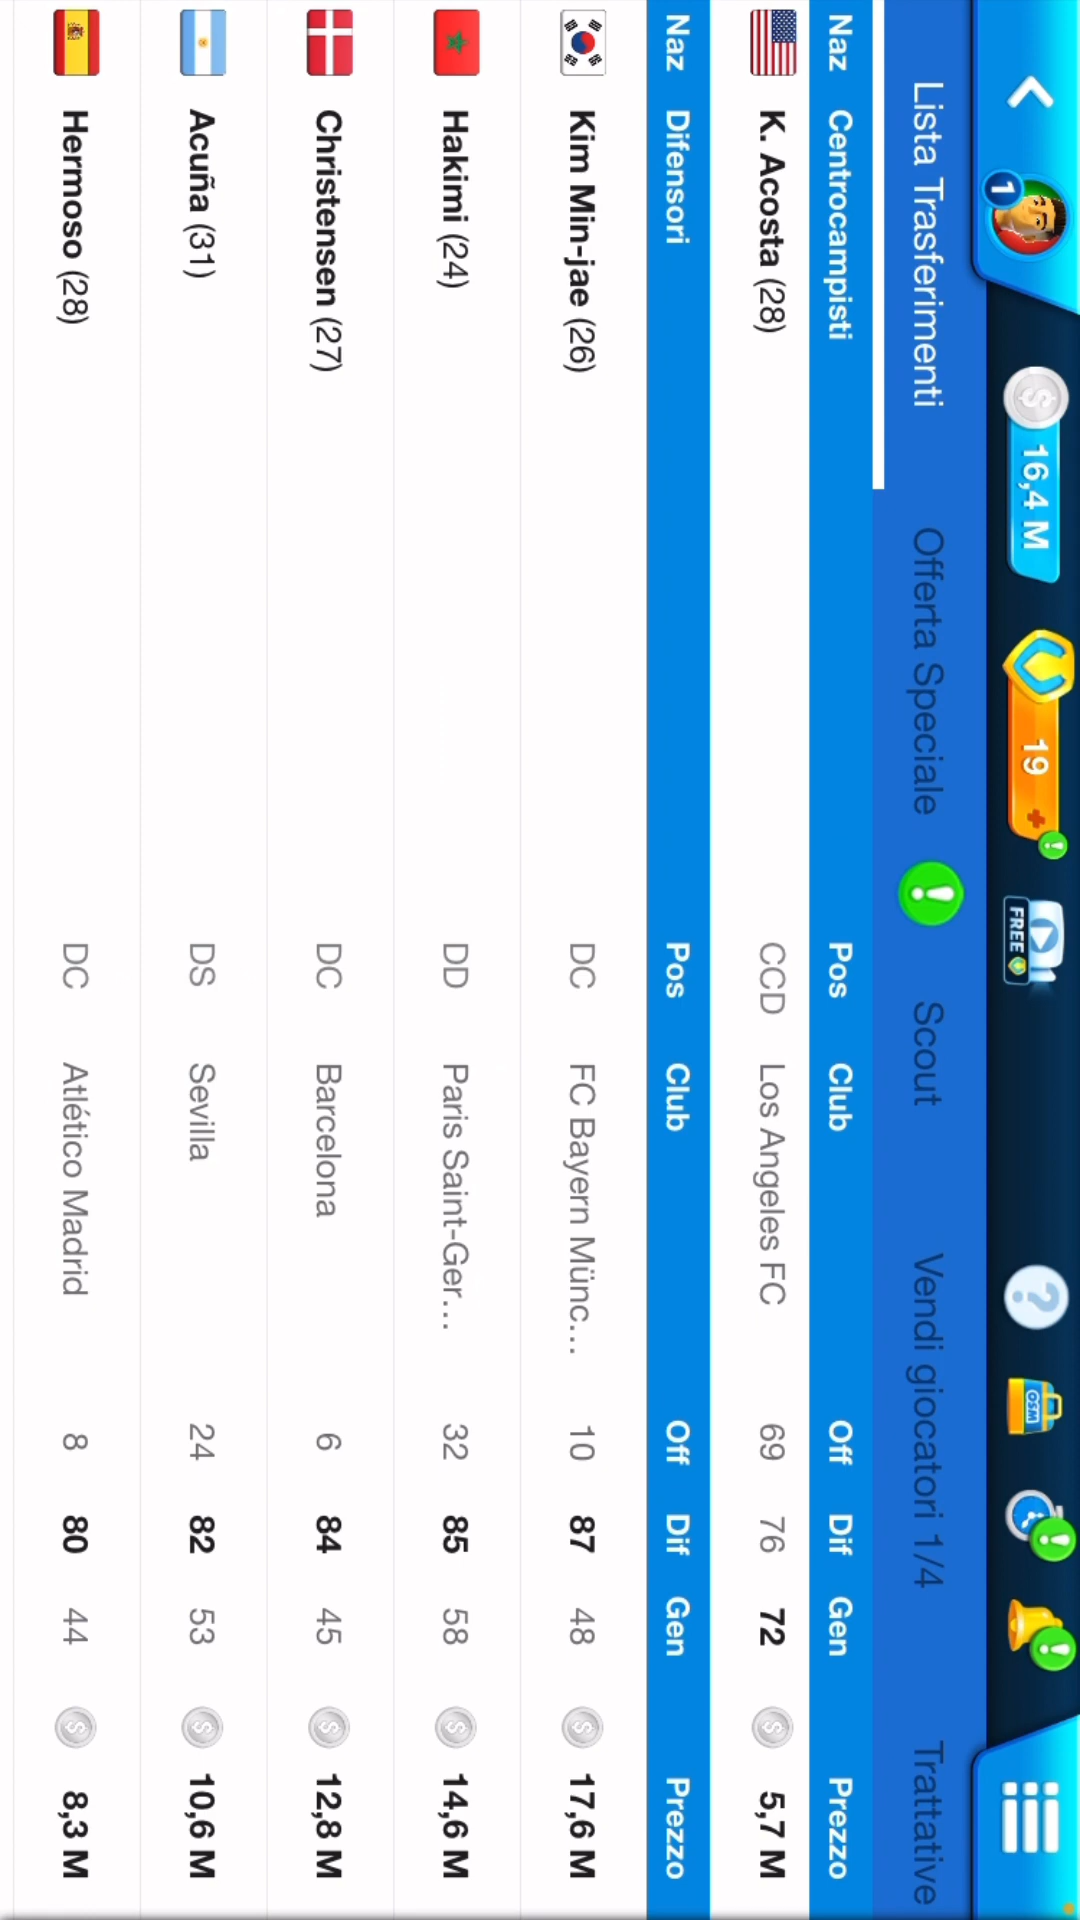 1
16,4 M
19
FREE
OSM
Lista Trasferimenti
Offerta Speciale
Scout
Vendi giocatori 1/4
Trattative
Naz Centrocampisti Pos Club Off Dif Gen Prezzo
K. Acosta (28) CCD Los Angeles FC 69 76 72 5,7 M
Naz Difensori Pos Club Off Dif Gen Prezzo
Kim Min-jae (26) DC FC Bayern Münc... 10 87 48 17,6 M
Hakimi (24) DD Paris Saint-Ger... 32 85 58 14,6 M
Christensen (27) DC Barcelona 6 84 45 12,8 M
Acuña (31) DS Sevilla 24 82 53 10,6 M
Hermoso (28) DC Atlético Madrid 8 80 44 8,3 M